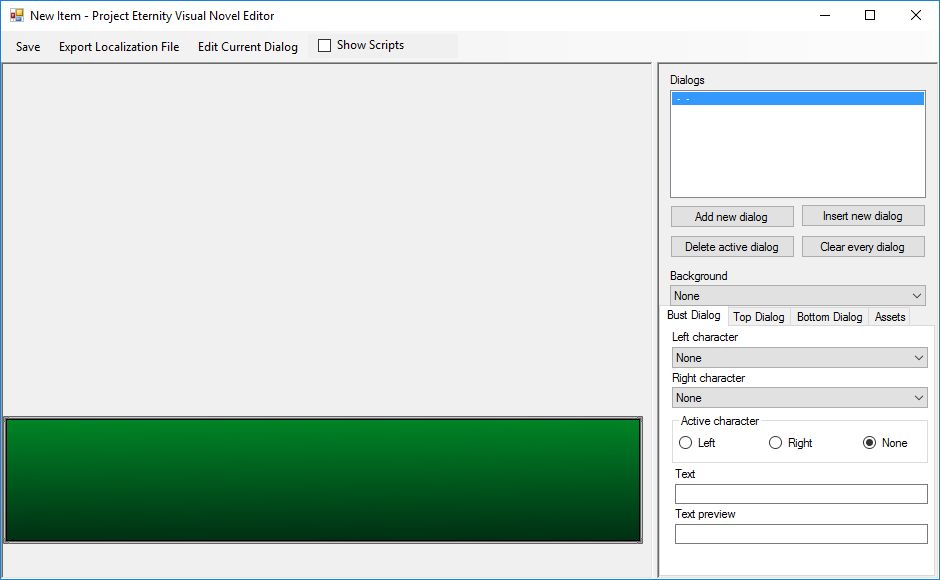 New Item - Project Eternity Visual Novel Editor
Save Export Localization File Edit Current Dialog Show Scripts
Dialogs
- -
Add new dialog Insert new dialog
Delete active dialog Clear every dialog
Background
None
Bust Dialog Top Dialog Bottom Dialog Assets
Left character
None
Right character
None
Active character
Left Right None
Text
Text preview